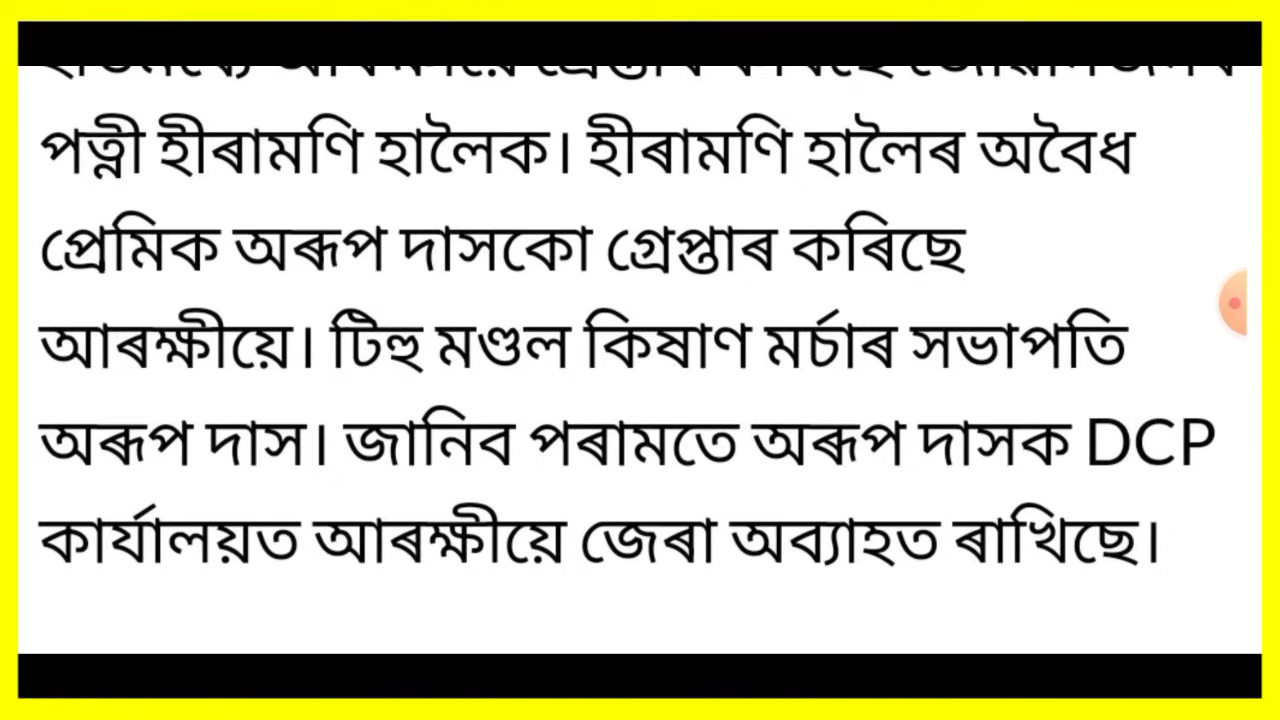 পত্নী হীৰামণি হালৈক। হীৰামণি হালৈৰ অবৈধ
প্ৰেমিক অৰূপ দাসকো গ্ৰেপ্তাৰ কৰিছে
আৰক্ষীয়ে। টিহু মণ্ডল কিষাণ মৰ্চাৰ সভাপতি
অৰূপ দাস। জানিব পৰামতে অৰূপ দাসক DCP
কাৰ্যালয়ত আৰক্ষীয়ে জেৰা অব্যাহত ৰাখিছে।